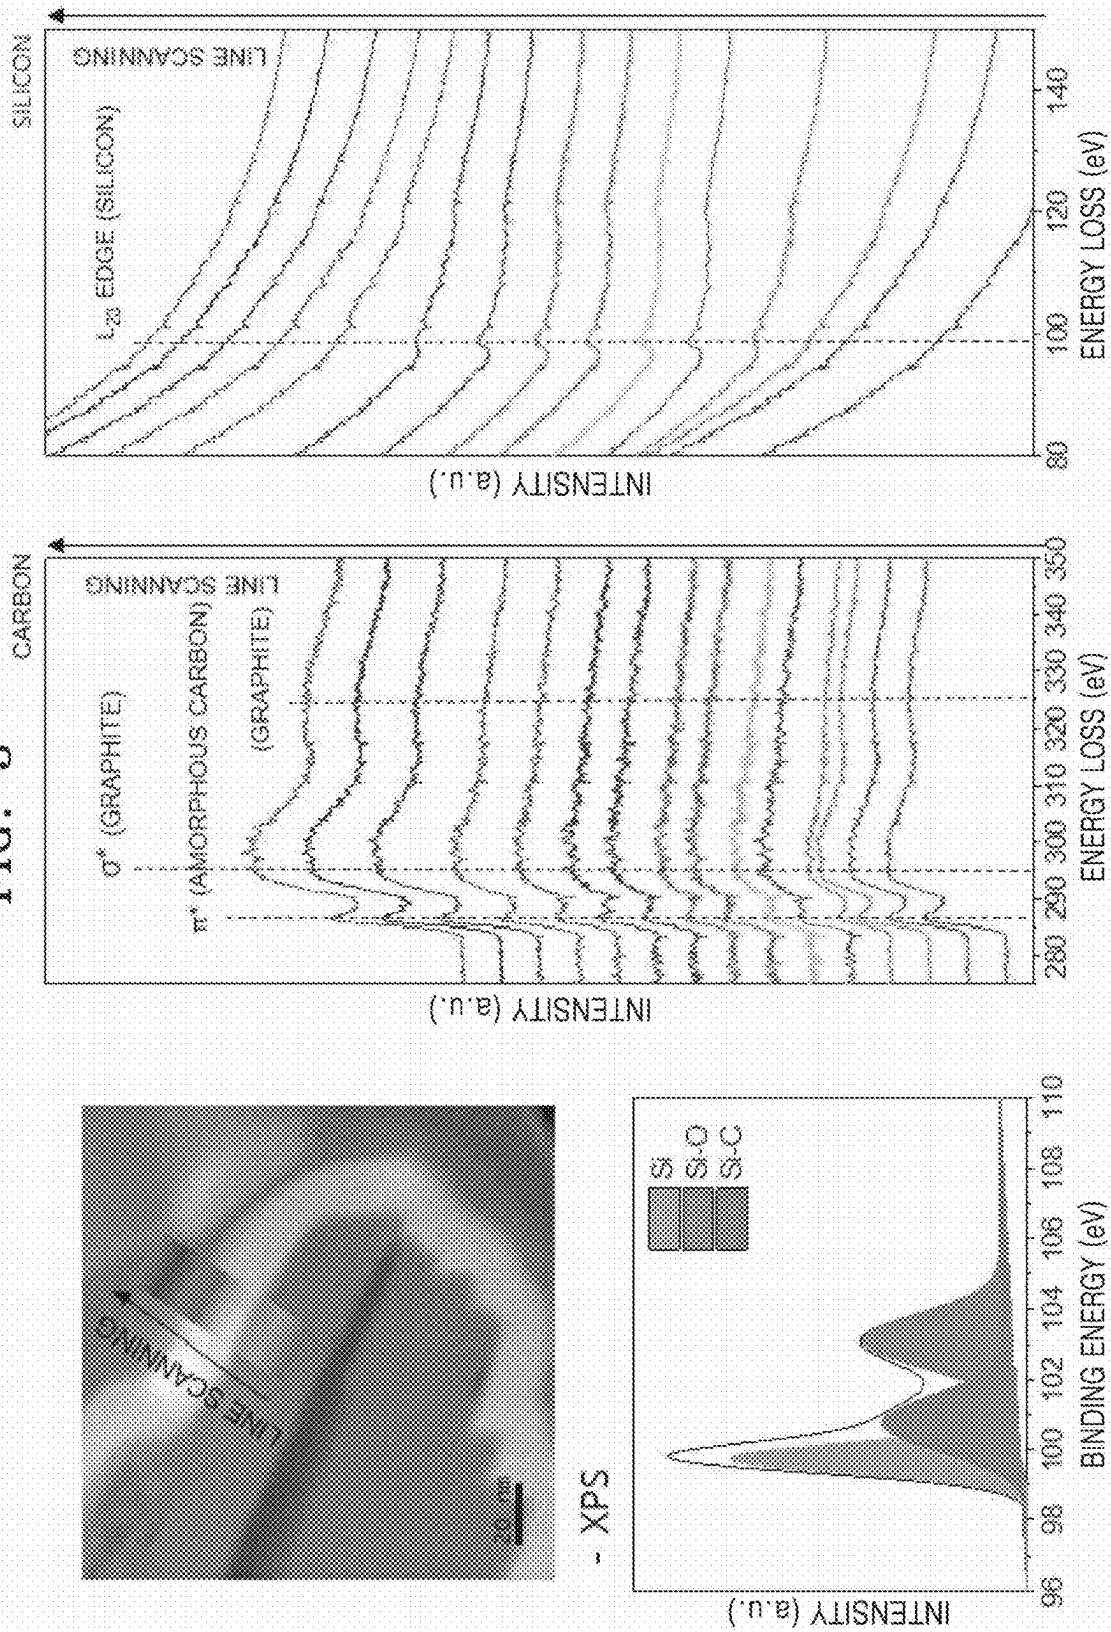 LINE SCANNING
- XPS
INTENSITY (a.u.)
Si
Si-O
Si-C
96 98 100 102 104 106 108 110
BINDING ENERGY (eV)
CARBON
σ* (GRAPHITE)
π* (AMORPHOUS CARBON)
(GRAPHITE)
LINE SCANNING
INTENSITY (a.u.)
280 290 300 310 320 330 340 350
ENERGY LOSS (eV)
SILICON
L23 EDGE (SILICON)
LINE SCANNING
INTENSITY (a.u.)
80 100 120 140
ENERGY LOSS (eV)